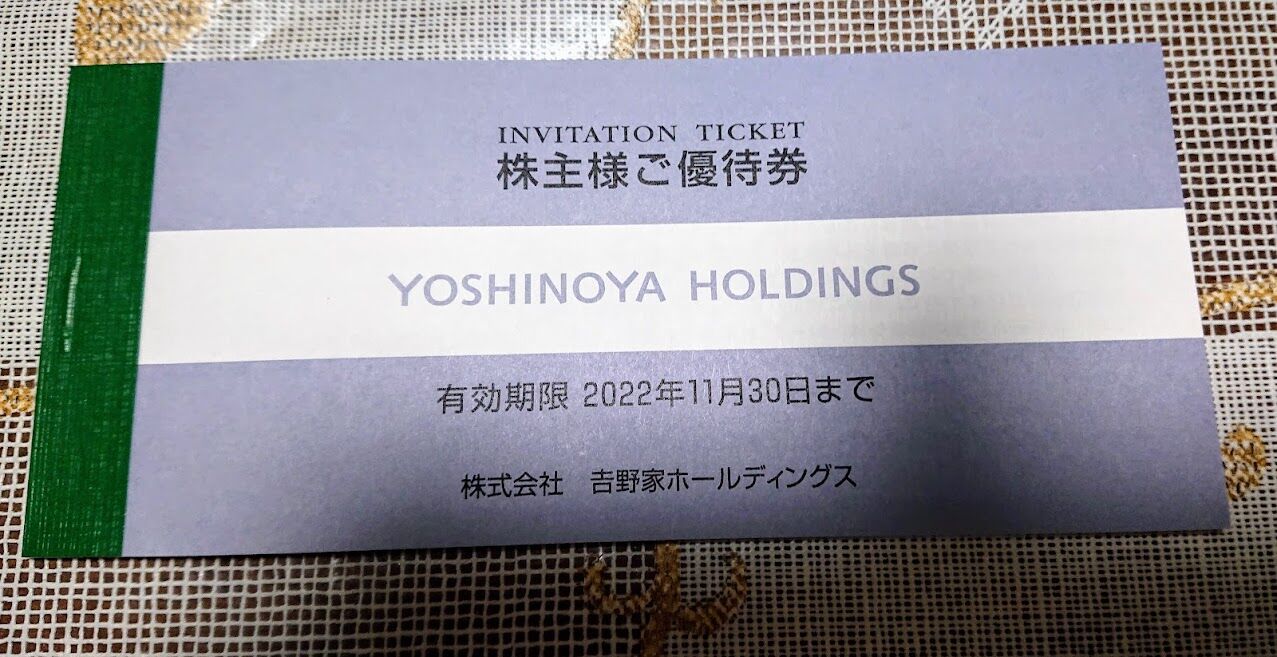 INVITATION TICKET
株主様ご優待券
YOSHINOYA HOLDINGS
有効期限 2022年11月30日まで
株式会社 𠮷野家ホールディングス